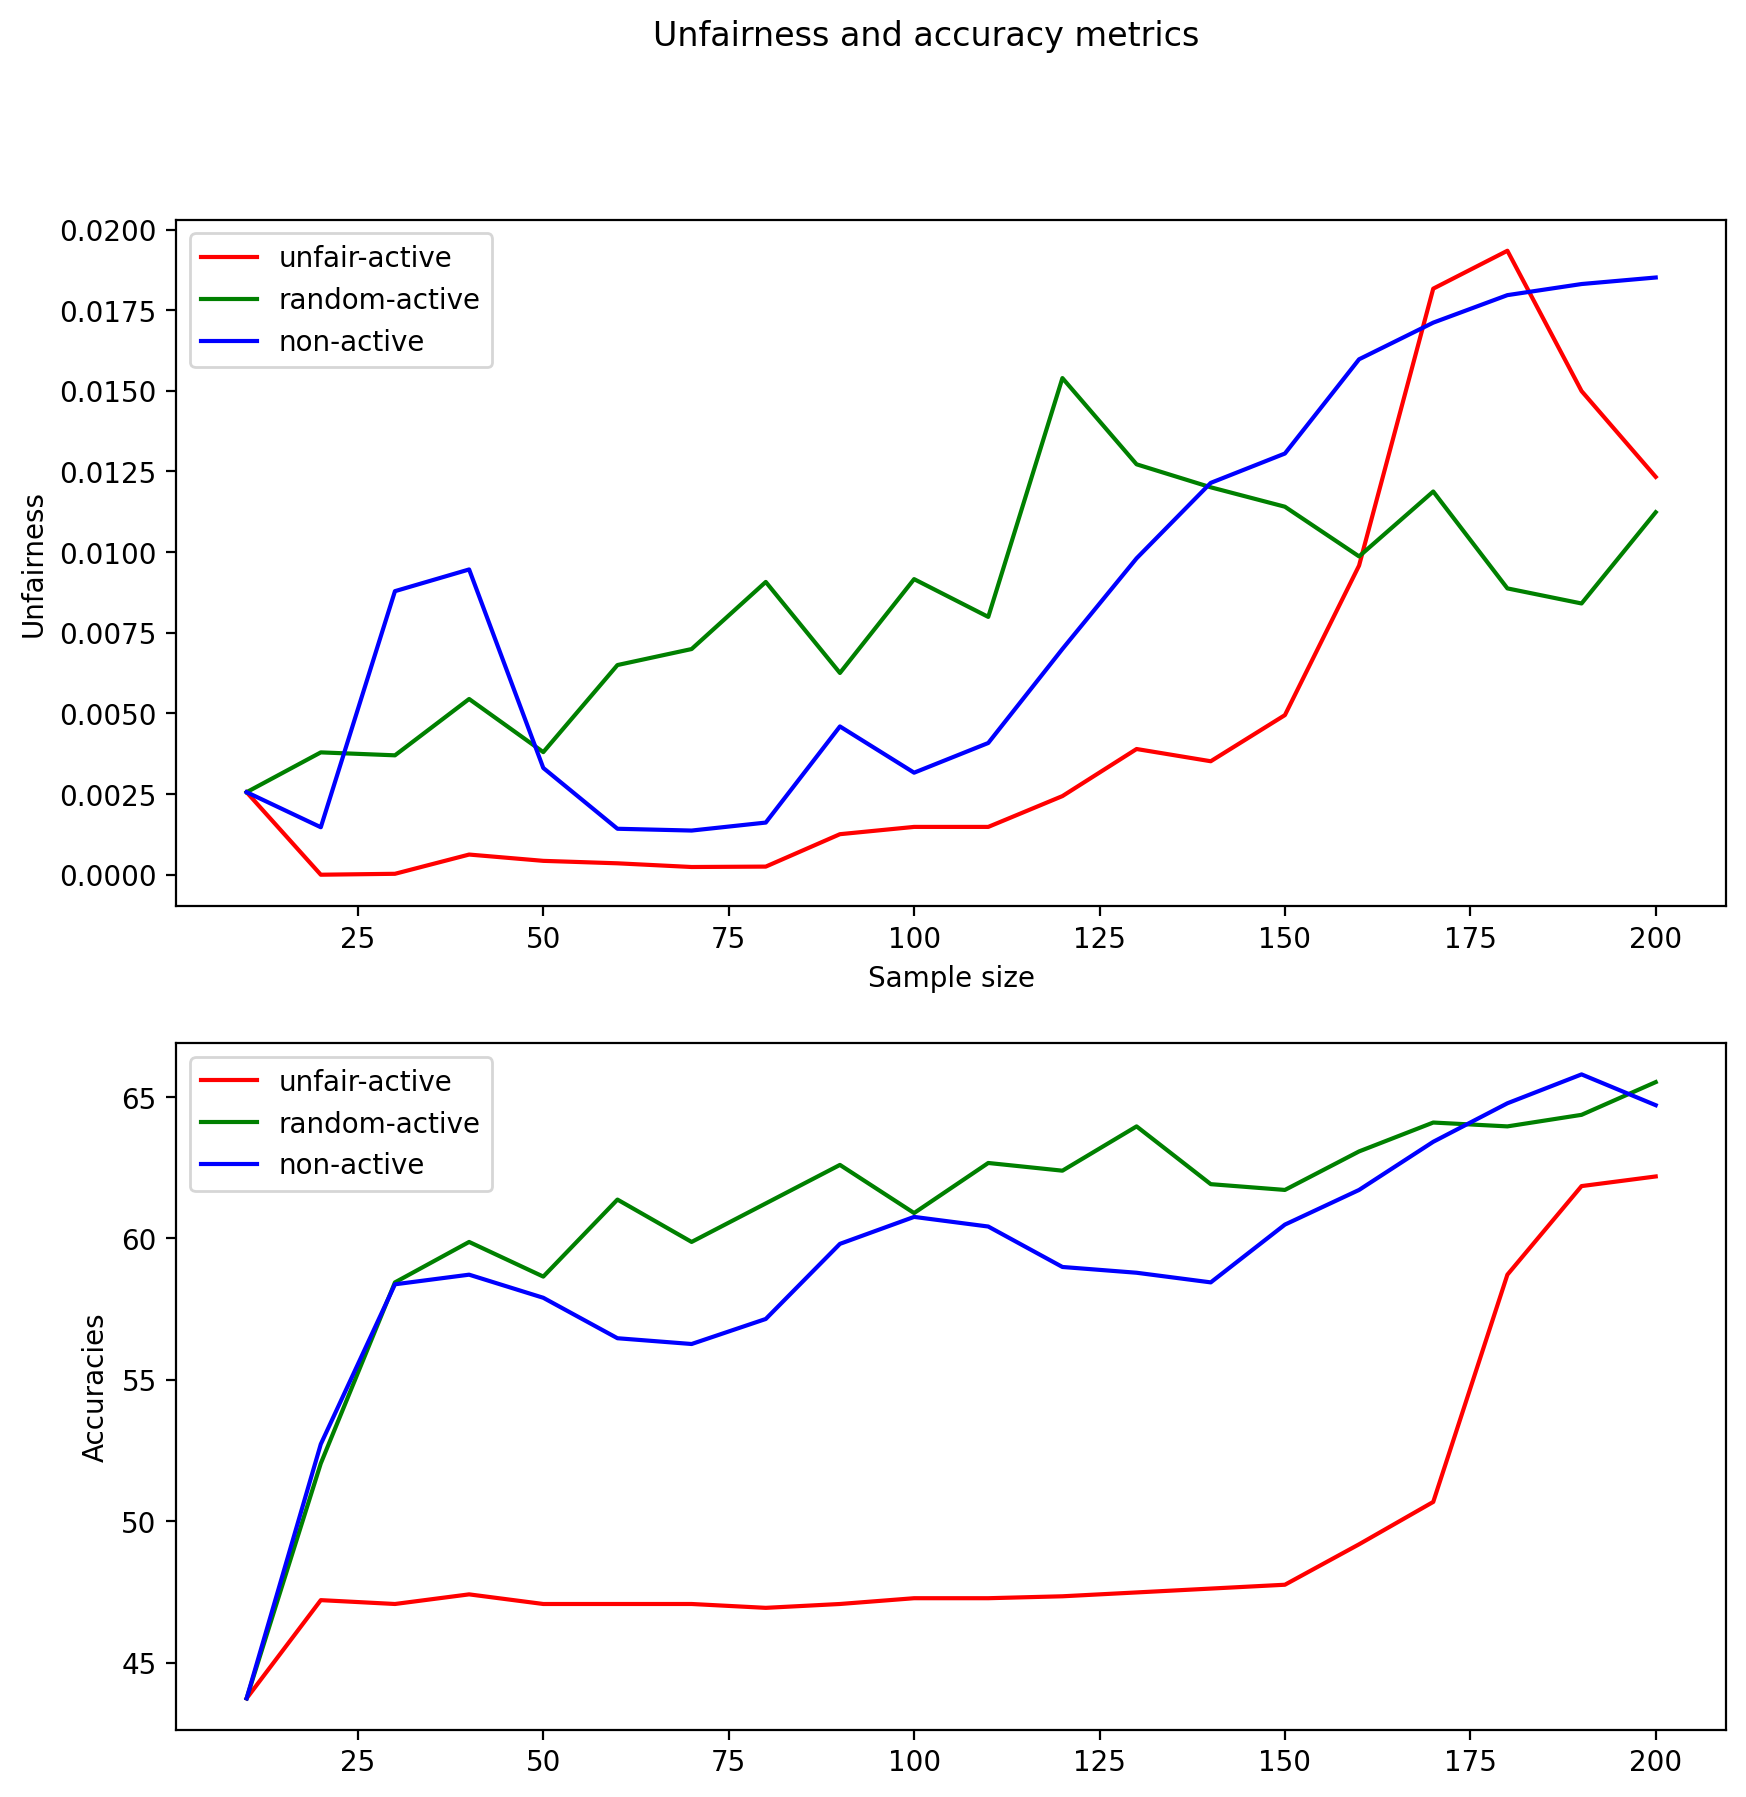 Unfairness and accuracy metrics
0.0200
0.0175
0.0150
0.0125
0.0100
0.0075
0.0050
0.0025
0.0000
Unfairness
unfair-active
random-active
non-active
25 50 75 100 125 150 175 200
Sample size
65
60
55
50
45
Accuracies
unfair-active
random-active
non-active
25 50 75 100 125 150 175 200